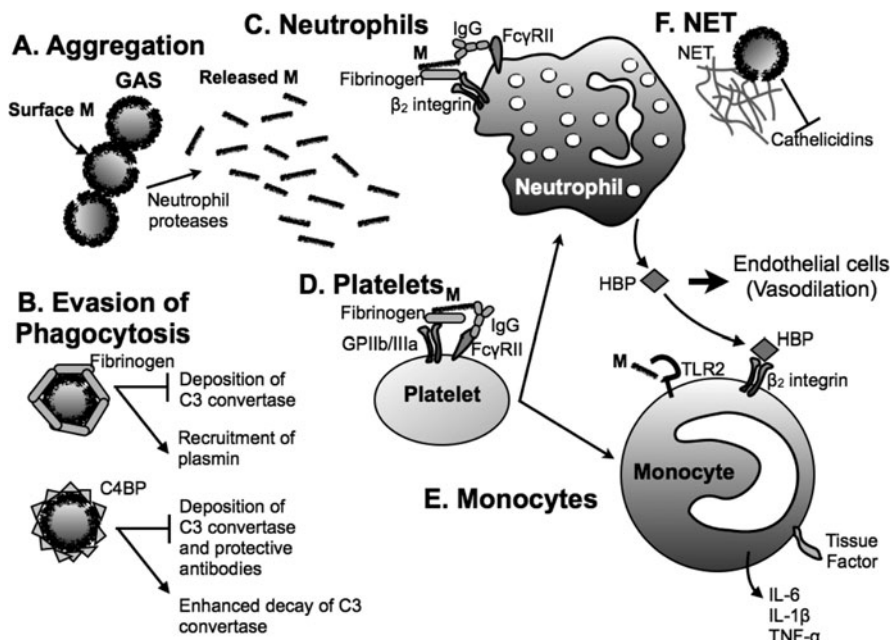 A. Aggregation
GAS
Surface M
Released M
Neutrophil
proteases
B. Evasion of
Phagocytosis
Fibrinogen
Deposition of
C3 convertase
Recruitment of
plasmin
C4BP
Deposition of
C3 convertase
and protective
antibodies
Enhanced decay of C3
convertase
C. Neutrophils
IgG
FcγRII
M
Fibrinogen
β2 integrin
Neutrophil
D. Platelets
M
Fibrinogen
IgG
GPIIb/IIIa
FcγRII
Platelet
HBP
Endothelial cells
(Vasodilation)
E. Monocytes
HBP
M
TLR2
β2 integrin
Monocyte
Tissue
Factor
IL-6
IL-1β
TNF-α
F. NET
NET
Cathelicidins